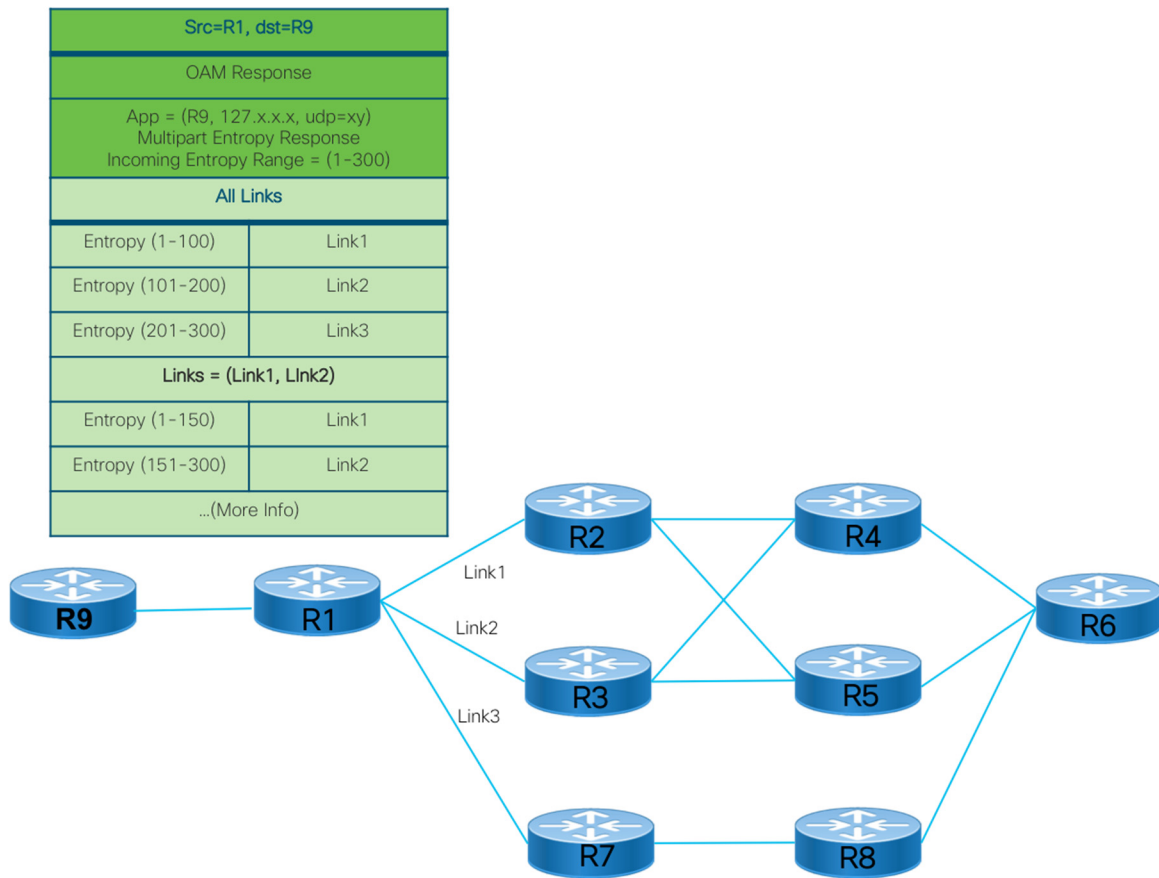 Src=R1, dst=R9
OAM Response
App = (R9, 127.x.x.x, udp=xy)
Multipart Entropy Response
Incoming Entropy Range = (1-300)
All Links
Entropy (1-100) Link1
Entropy (101-200) Link2
Entropy (201-300) Link3
Links = (Link1, LInk2)
Entropy (1-150) Link1
Entropy (151-300) Link2
...(More Info)
R2
R4
Link1
R9
R1
R6
Link2
R3
R5
Link3
R7
R8